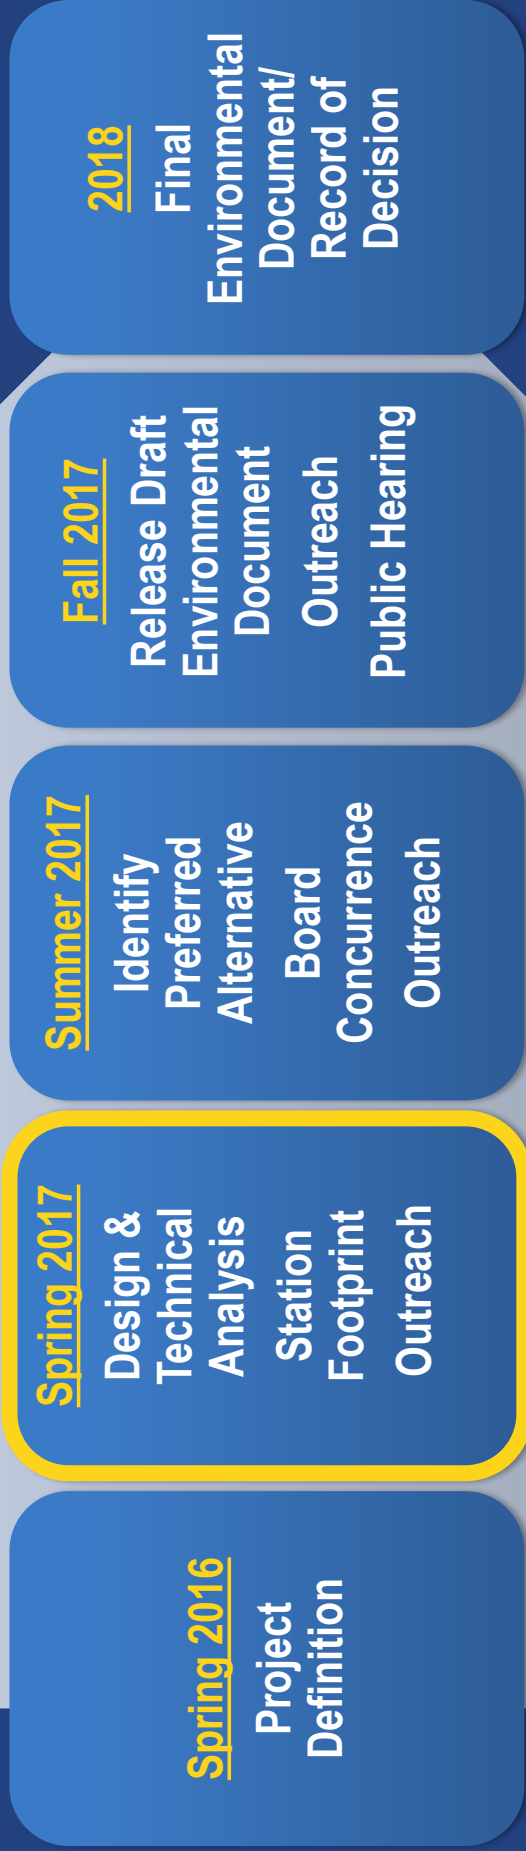 Spring 2016
Project
Definition
Spring 2017
Design &
Technical
Analysis
Station
Footprint
Outreach
Summer 2017
Identify
Preferred
Alternative
Board
Concurrence
Outreach
Fall 2017
Release Draft
Environmental
Document
Outreach
Public Hearing
2018
Final
Environmental
Document/
Record of
Decision